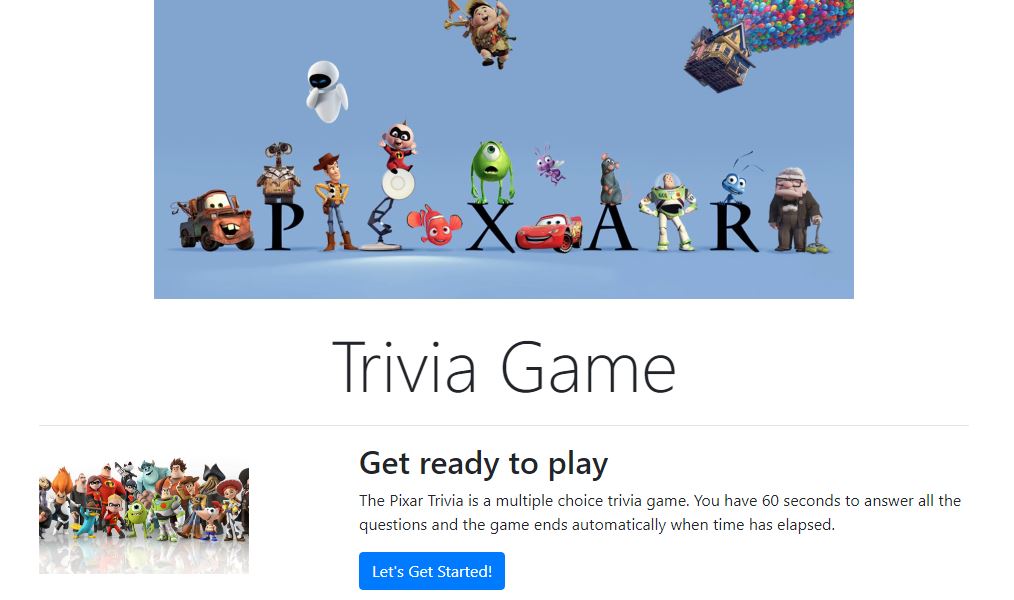 PIXAR
Trivia Game
Get ready to play
The Pixar Trivia is a multiple choice trivia game. You have 60 seconds to answer all the
questions and the game ends automatically when time has elapsed.
Let's Get Started!